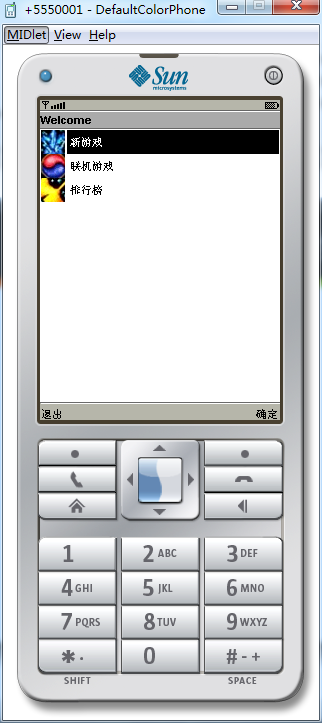 +5550001 - DefaultColorPhone
MIDlet View Help
Sun
microsystems
Welcome
新游戏
联机游戏
排行榜
退出 确定
1 2 ABC 3 DEF
4 GHI 5 JKL 6 MNO
7 PQRS 8 TUV 9 WXYZ
* . 0 # - +
SHIFT SPACE